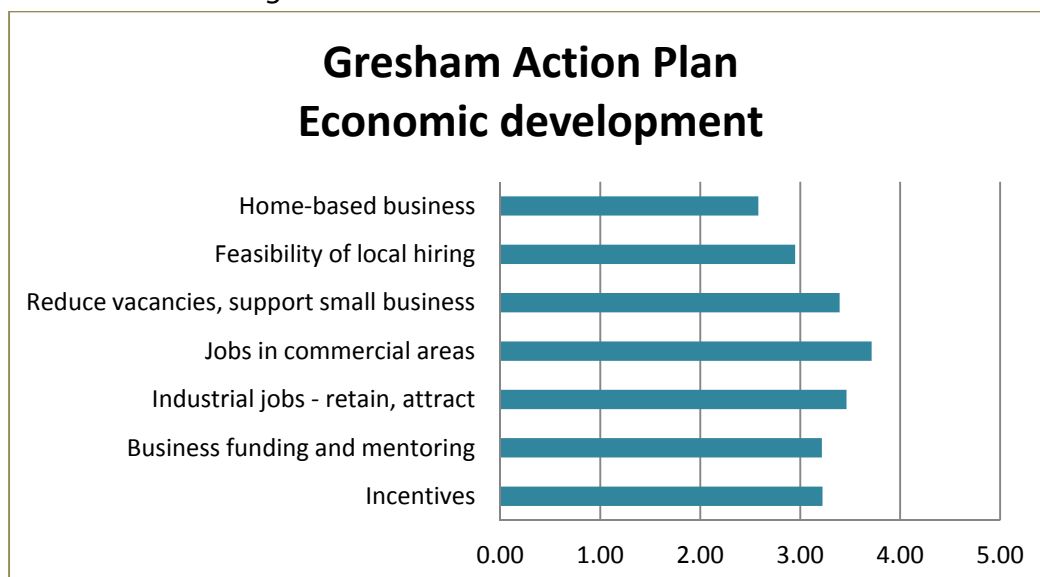 Gresham Action Plan
Economic development
Home-based business
Feasibility of local hiring
Reduce vacancies, support small business
Jobs in commercial areas
Industrial jobs - retain, attract
Business funding and mentoring
Incentives
0.00 1.00 2.00 3.00 4.00 5.00